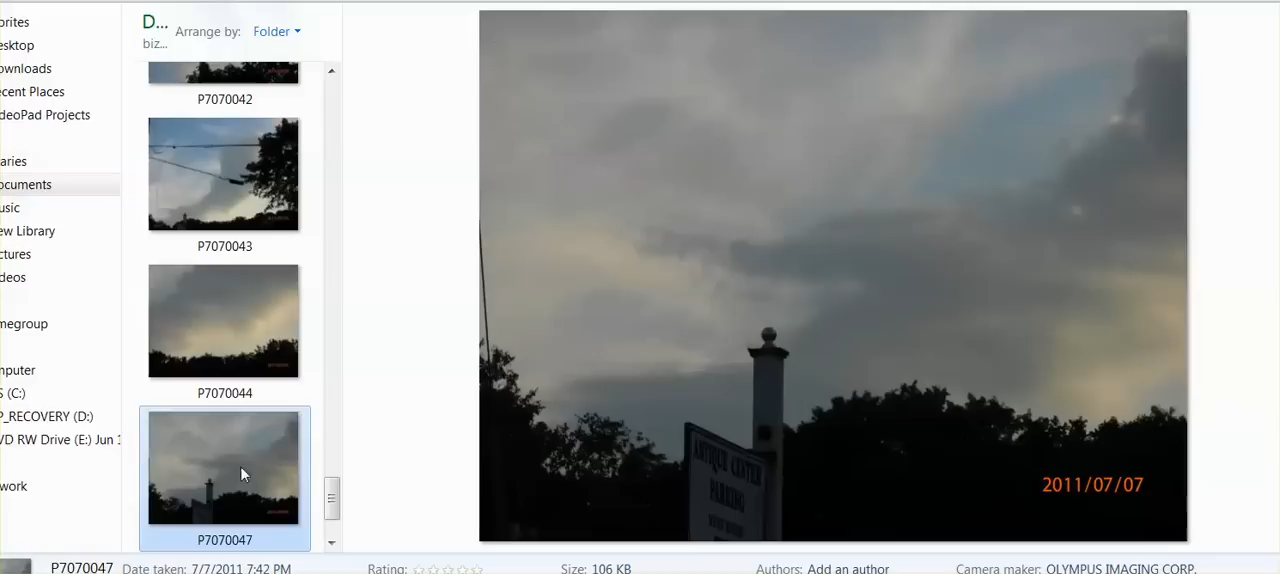 orites
esktop
ownloads
ecent Places
deoPad Projects
aries
ocuments
usic
ew Library
ctures
deos
megroup
mputer
S (C:)
P_RECOVERY (D:)
VD RW Drive (E:) Jun 1
work
D...
biz...
Arrange by: Folder
P7070042
P7070043
P7070044
P7070047
ANTIQUE CENTER
PARKING
2011/07/07
P7070047 Date taken: 7/7/2011 7:42 PM Rating: Size: 106 KB Authors: Add an author Camera maker: OLYMPUS IMAGING CORP.